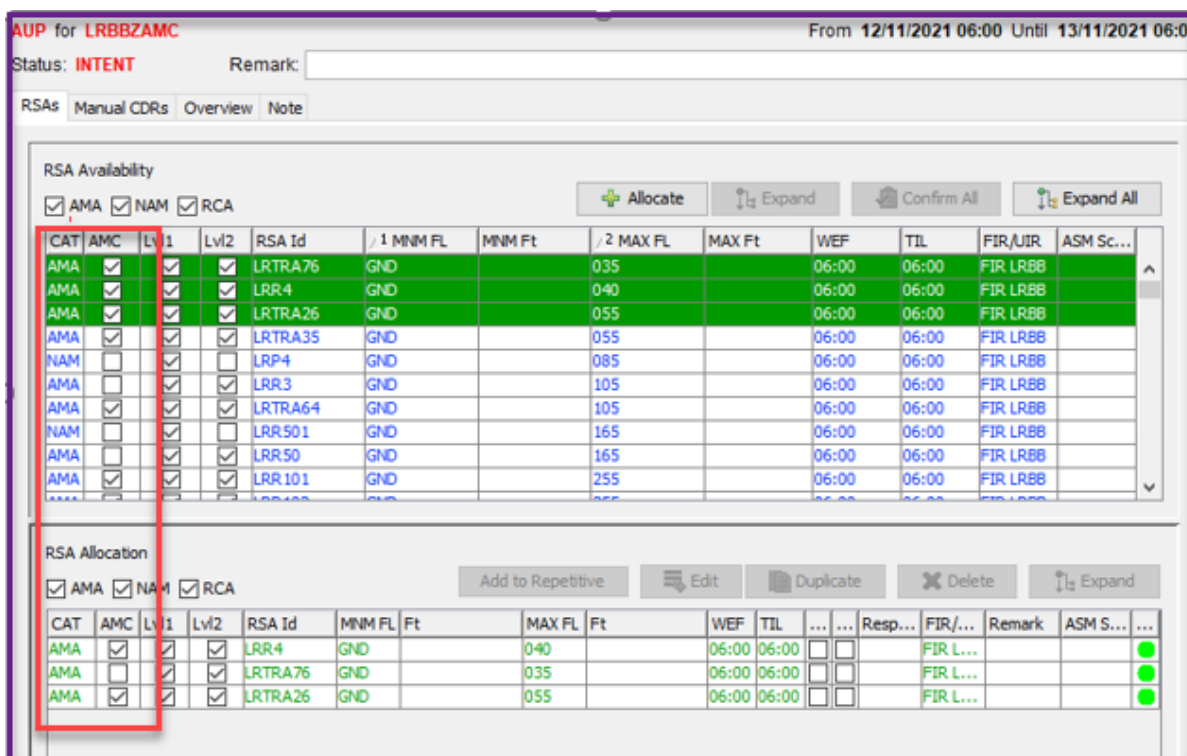 AUP for LRBBZAMC From 12/11/2021 06:00 Until 13/11/2021 06:0
Status: INTENT Remark:
RSAs Manual CDRs Overview Note
RSA Availability
AMA NAM RCA Allocate Expand Confirm All Expand All
CAT AMC Lvl1 Lvl2 RSA Id /1 MNM FL MNM Ft /2 MAX FL MAX Ft WEF TIL FIR/UIR ASM Sc...
AMA LRTRA76 GND 035 06:00 06:00 FIR LRBB
AMA LRR4 GND 040 06:00 06:00 FIR LRBB
AMA LRTRA26 GND 055 06:00 06:00 FIR LRBB
AMA LRTRA35 GND 055 06:00 06:00 FIR LRBB
NAM LRP4 GND 085 06:00 06:00 FIR LRBB
AMA LRR3 GND 105 06:00 06:00 FIR LRBB
AMA LRTRA64 GND 105 06:00 06:00 FIR LRBB
NAM LRR501 GND 165 06:00 06:00 FIR LRBB
AMA LRR50 GND 165 06:00 06:00 FIR LRBB
AMA LRR101 GND 255 06:00 06:00 FIR LRBB
RSA Allocation
AMA NAM RCA Add to Repetitive Edit Duplicate Delete Expand
CAT AMC Lvl1 Lvl2 RSA Id MNM FL Ft MAX FL Ft WEF TIL ... ... Resp... FIR/... Remark ASM S... ...
AMA LRR4 GND 040 06:00 06:00 FIR L...
AMA LRTRA76 GND 035 06:00 06:00 FIR L...
AMA LRTRA26 GND 055 06:00 06:00 FIR L...